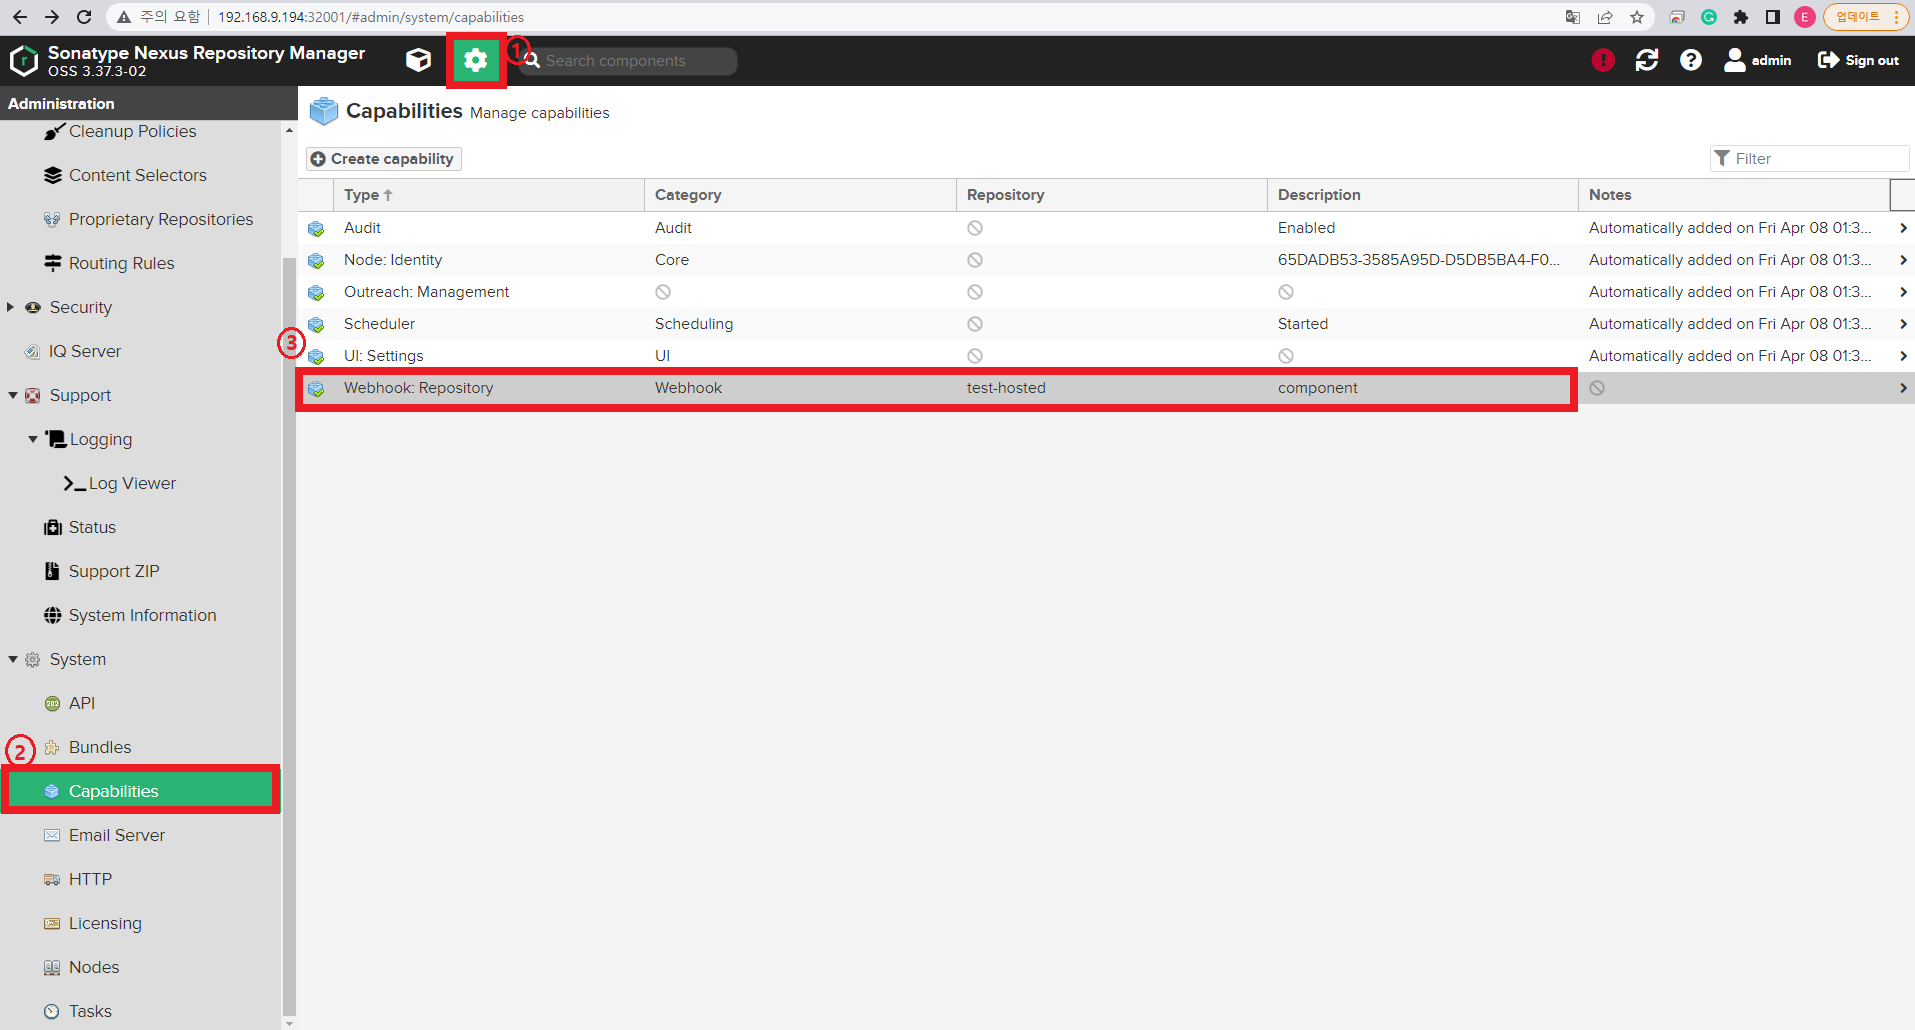 주의 요함 192.168.9.194:32001/#admin/system/capabilities E 업데이트
Sonatype Nexus Repository Manager
OSS 3.37.3-02
1
Search components
admin
Sign out
Administration
Cleanup Policies
Content Selectors
Proprietary Repositories
Routing Rules
Security
IQ Server
Support
Logging
Log Viewer
Status
Support ZIP
System Information
System
API
2
Bundles
Capabilities
Email Server
HTTP
Licensing
Nodes
Tasks
Capabilities Manage capabilities
Create capability
Filter
Type Category Repository Description Notes
Audit Audit Enabled Automatically added on Fri Apr 08 01:3...
Node: Identity Core 65DADB53-3585A95D-D5DB5BA4-F0... Automatically added on Fri Apr 08 01:3...
Outreach: Management Automatically added on Fri Apr 08 01:3...
Scheduler Scheduling Started Automatically added on Fri Apr 08 01:3...
3
UI: Settings UI Automatically added on Fri Apr 08 01:3...
Webhook: Repository Webhook test-hosted component